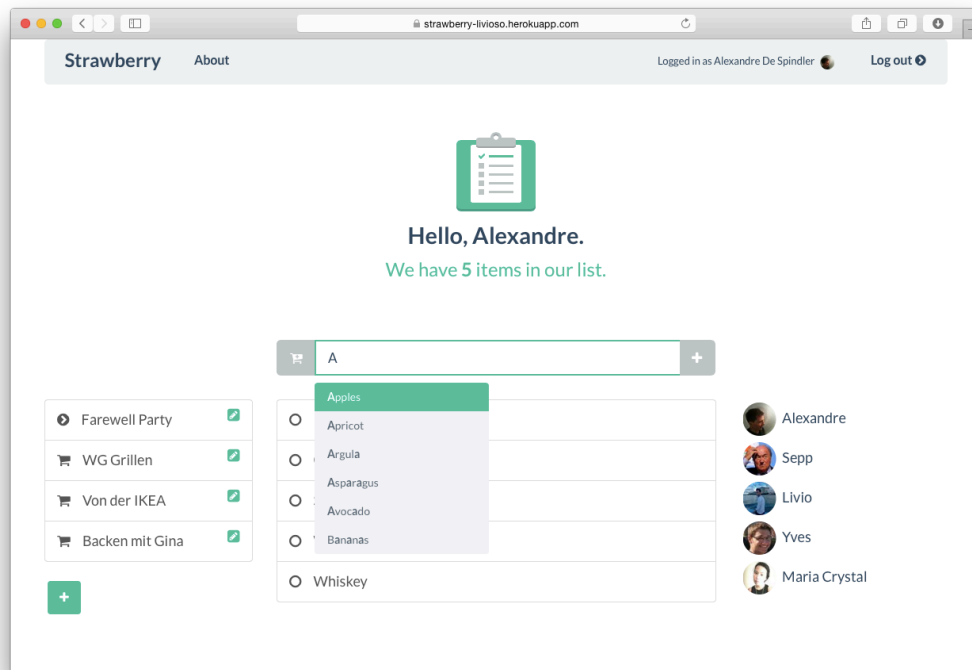 strawberry-livioso.herokuapp.com
Strawberry About Logged in as Alexandre De Spindler Log out
Hello, Alexandre.
We have 5 items in our list.
A
Apples
Apricot
Argula
Asparagus
Avocado
Bananas
Farewell Party
WG Grillen
Von der IKEA
Backen mit Gina
Whiskey
Alexandre
Sepp
Livio
Yves
Maria Crystal